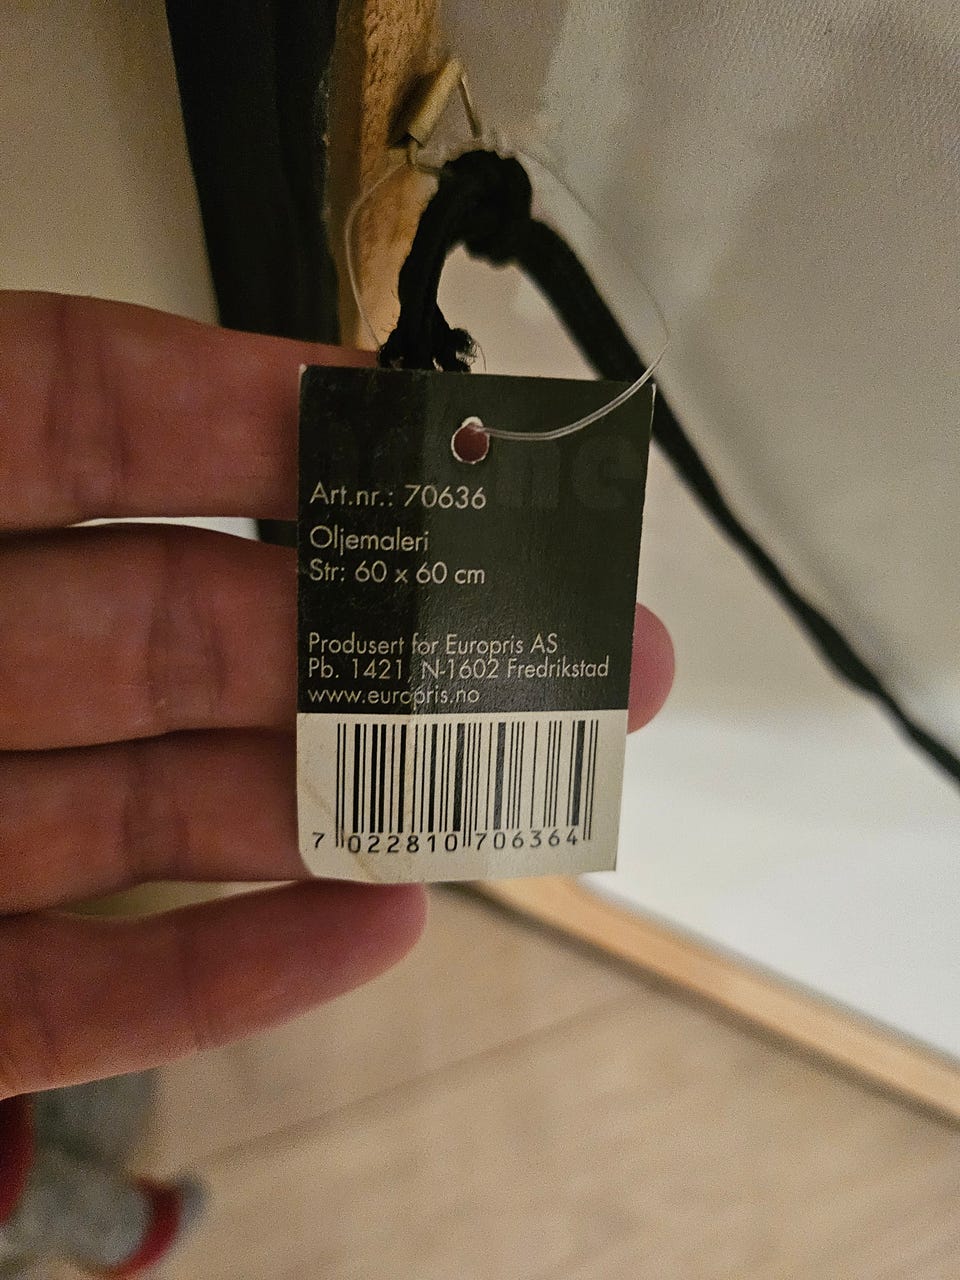 Art.nr.: 70636
Oljemaleri
Str: 60 x 60 cm
Produsert for Europris AS
Pb. 1421, N-1602 Fredrikstad
www.europris.no
7 022810 706364